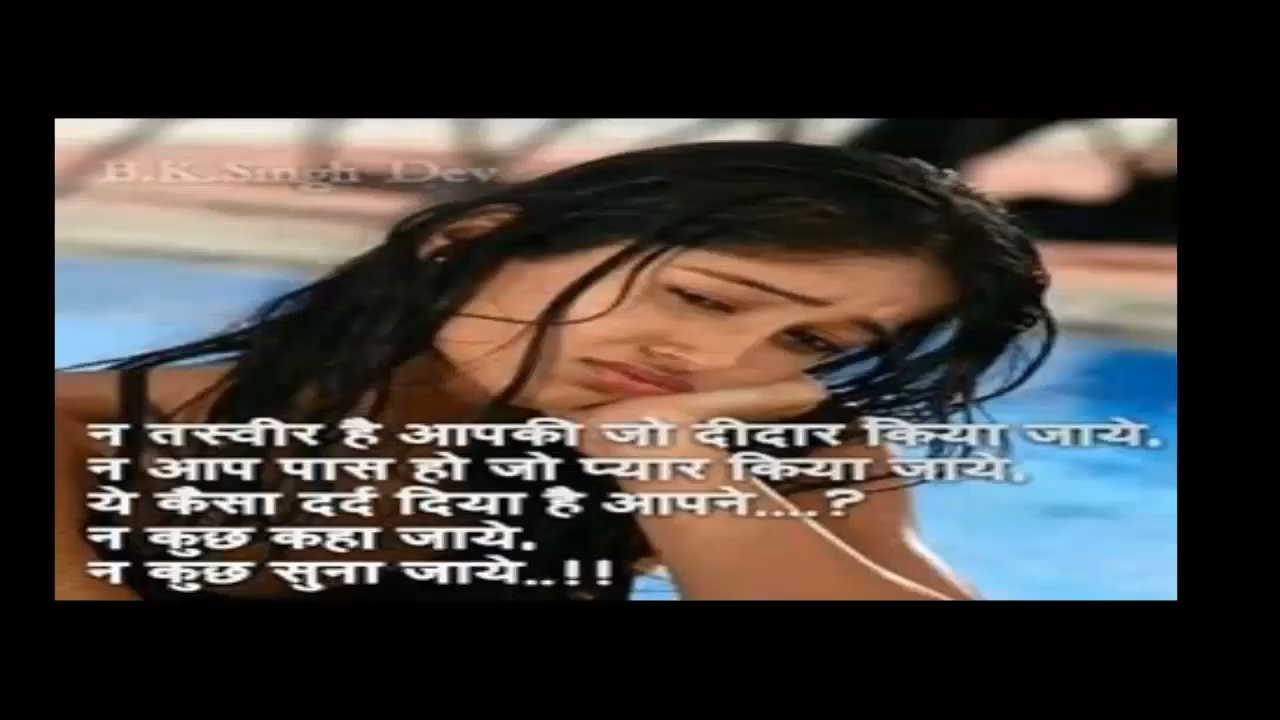 B.K.Singh Dev
न तस्वीर है आपकी जो दीदार किया जाये.
न आप पास हो जो प्यार किया जाये.
ये कैसा दर्द दिया है आपने....?
न कुछ कहा जाये.
न कुछ सुना जाये..!!